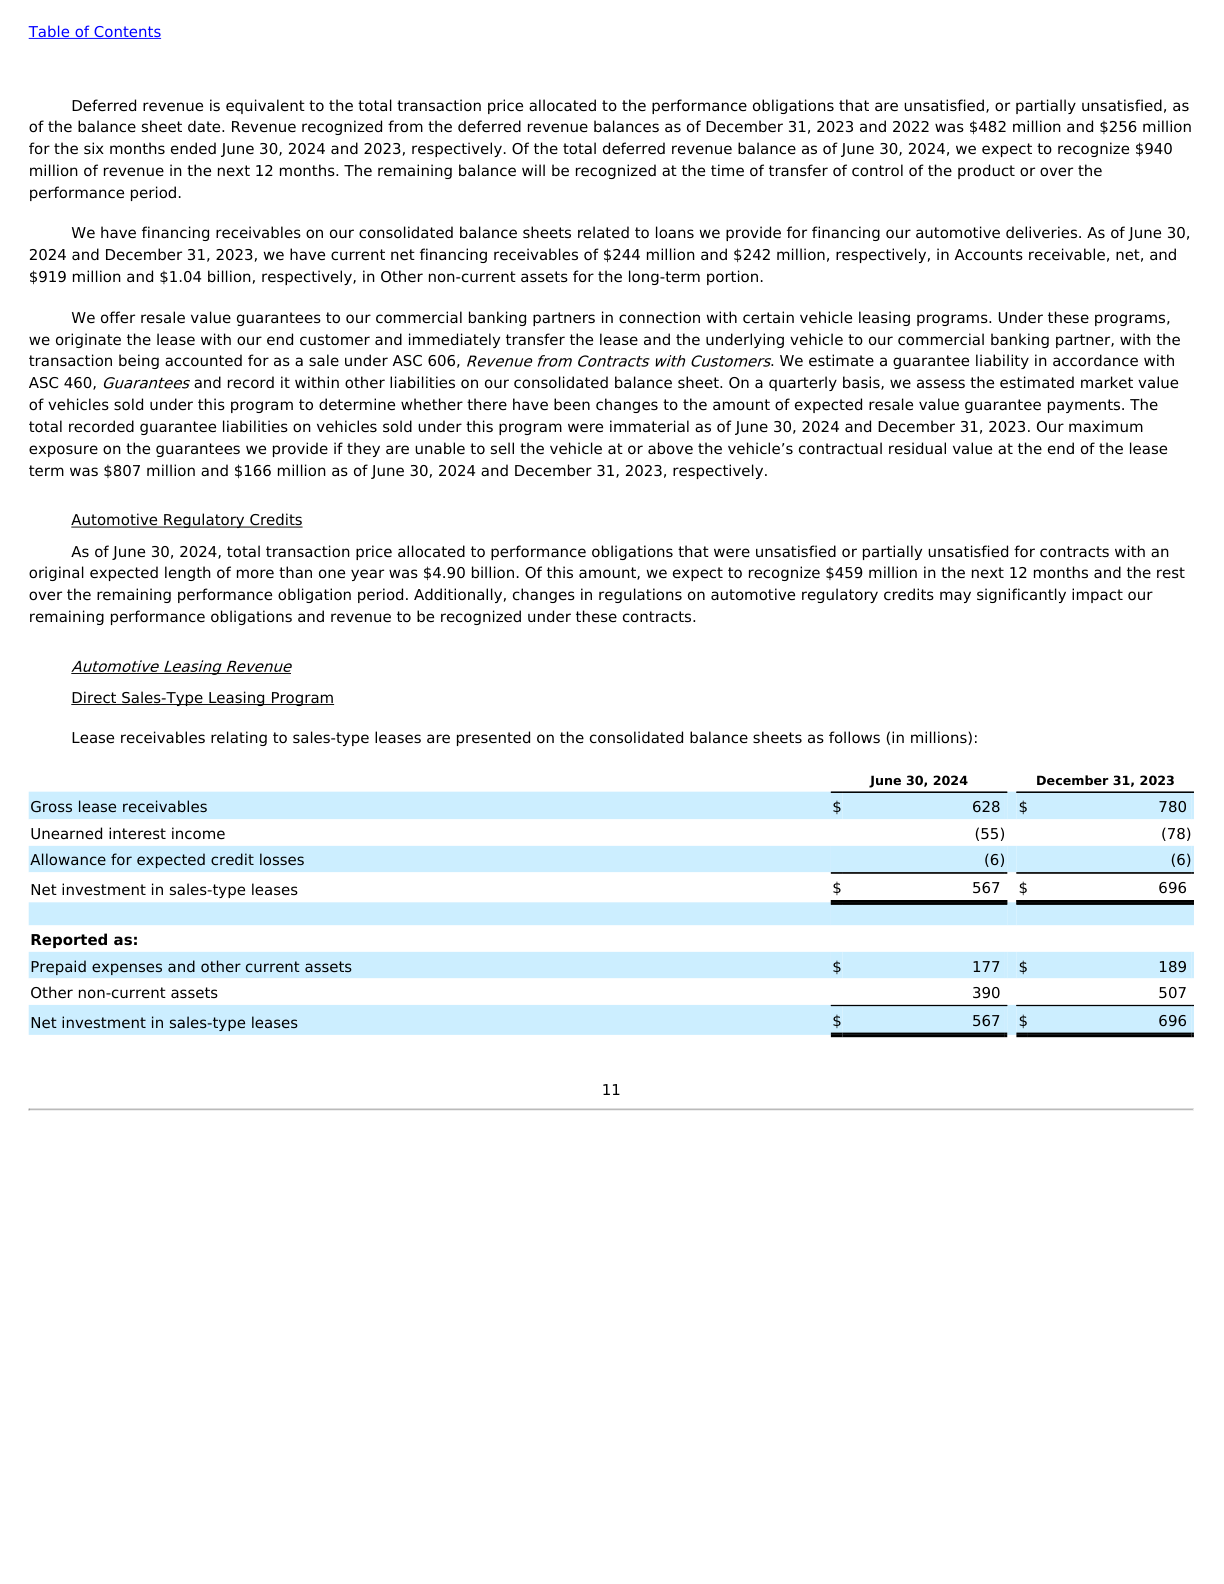 Table of Contents
Deferred revenue is equivalent to the total transaction price allocated to the performance obligations that are unsatisfied, or partially unsatisfied, as
of the balance sheet date. Revenue recognized from the deferred revenue balances as of December 31, 2023 and 2022 was $482 million and $256 million
for the six months ended June 30, 2024 and 2023, respectively. Of the total deferred revenue balance as of June 30, 2024, we expect to recognize $940
million of revenue in the next 12 months. The remaining balance will be recognized at the time of transfer of control of the product or over the
performance period.
We have financing receivables on our consolidated balance sheets related to loans we provide for financing our automotive deliveries. As of June 30,
2024 and December 31, 2023, we have current net financing receivables of $244 million and $242 million, respectively, in Accounts receivable, net, and
$919 million and $1.04 billion, respectively, in Other non-current assets for the long-term portion.
We offer resale value guarantees to our commercial banking partners in connection with certain vehicle leasing programs. Under these programs,
we originate the lease with our end customer and immediately transfer the lease and the underlying vehicle to our commercial banking partner, with the
transaction being accounted for as a sale under ASC 606, Revenue from Contracts with Customers. We estimate a guarantee liability in accordance with
ASC 460, Guarantees and record it within other liabilities on our consolidated balance sheet. On a quarterly basis, we assess the estimated market value
of vehicles sold under this program to determine whether there have been changes to the amount of expected resale value guarantee payments. The
total recorded guarantee liabilities on vehicles sold under this program were immaterial as of June 30, 2024 and December 31, 2023. Our maximum
exposure on the guarantees we provide if they are unable to sell the vehicle at or above the vehicle’s contractual residual value at the end of the lease
term was $807 million and $166 million as of June 30, 2024 and December 31, 2023, respectively.
Automotive Regulatory Credits
As of June 30, 2024, total transaction price allocated to performance obligations that were unsatisfied or partially unsatisfied for contracts with an
original expected length of more than one year was $4.90 billion. Of this amount, we expect to recognize $459 million in the next 12 months and the rest
over the remaining performance obligation period. Additionally, changes in regulations on automotive regulatory credits may significantly impact our
remaining performance obligations and revenue to be recognized under these contracts.
Automotive Leasing Revenue
Direct Sales-Type Leasing Program
Lease receivables relating to sales-type leases are presented on the consolidated balance sheets as follows (in millions):
June 30, 2024 December 31, 2023
Gross lease receivables $ 628 $ 780
Unearned interest income (55) (78)
Allowance for expected credit losses (6) (6)
Net investment in sales-type leases $ 567 $ 696
Reported as:
Prepaid expenses and other current assets $ 177 $ 189
Other non-current assets 390 507
Net investment in sales-type leases $ 567 $ 696
11